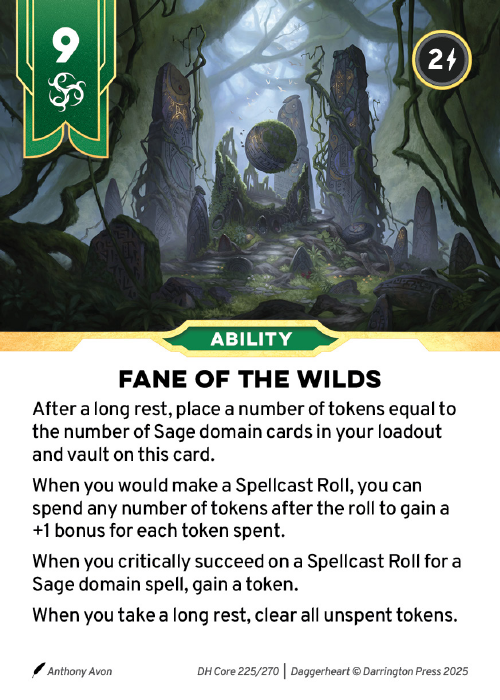 9
2
ABILITY
FANE OF THE WILDS
After a long rest, place a number of tokens equal to
the number of Sage domain cards in your loadout
and vault on this card.
When you would make a Spellcast Roll, you can
spend any number of tokens after the roll to gain a
+1 bonus for each token spent.
When you critically succeed on a Spellcast Roll for a
Sage domain spell, gain a token.
When you take a long rest, clear all unspent tokens.
Anthony Avon
DH Core 225/270 | Daggerheart © Darrington Press 2025